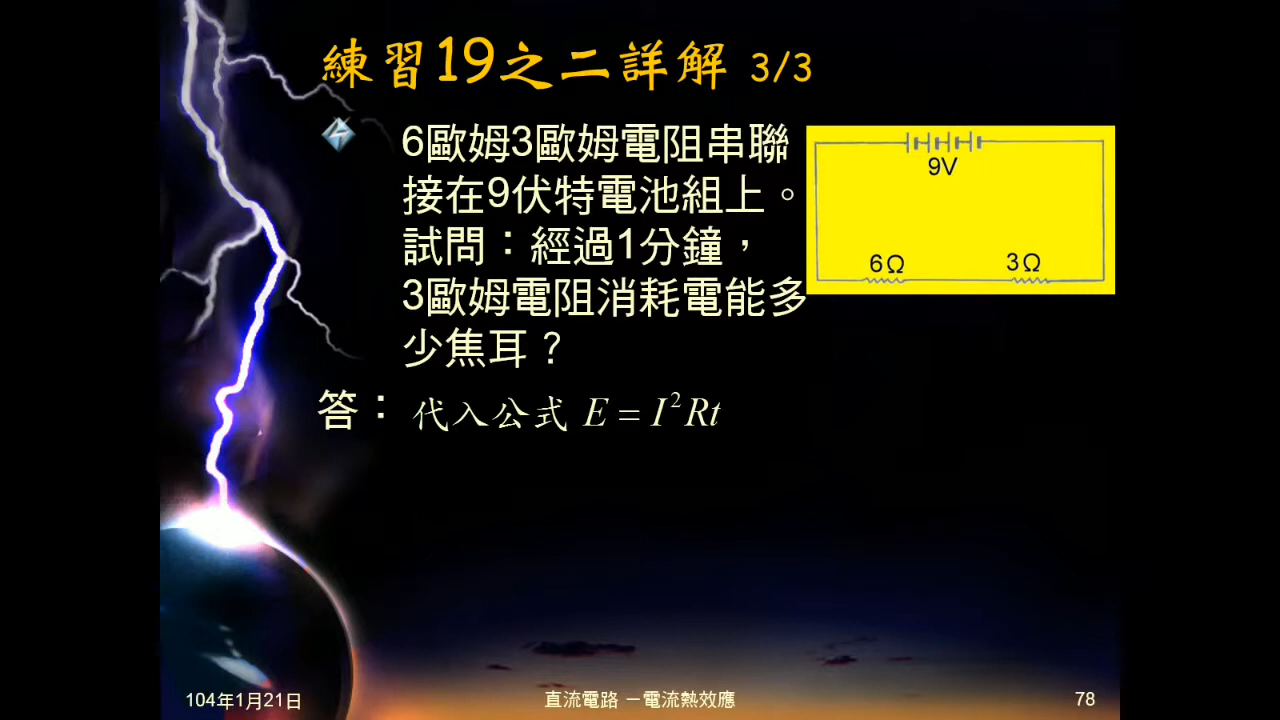 練習19之二詳解 3/3
6歐姆3歐姆電阻串聯
接在9伏特電池組上。
試問：經過1分鐘，
3歐姆電阻消耗電能多
少焦耳？
9V
6Ω
3Ω
答： 代入公式 E = I²Rt
104年1月21日
直流電路 －電流熱效應
78